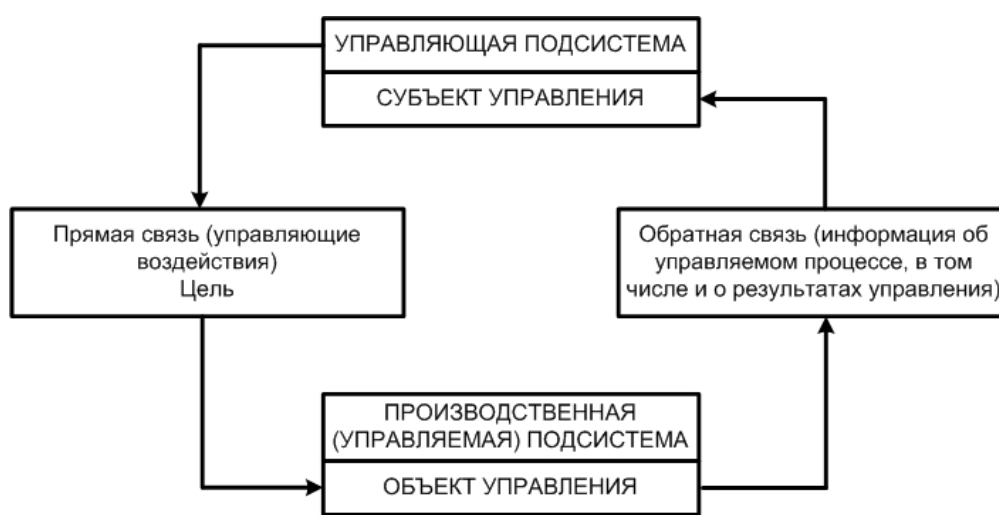 УПРАВЛЯЮЩАЯ ПОДСИСТЕМА
СУБЪЕКТ УПРАВЛЕНИЯ
Прямая связь (управляющие
воздействия)
Цель
Обратная связь (информация об
управляемом процессе, в том
числе и о результатах управления)
ПРОИЗВОДСТВЕННАЯ
(УПРАВЛЯЕМАЯ) ПОДСИСТЕМА
ОБЪЕКТ УПРАВЛЕНИЯ